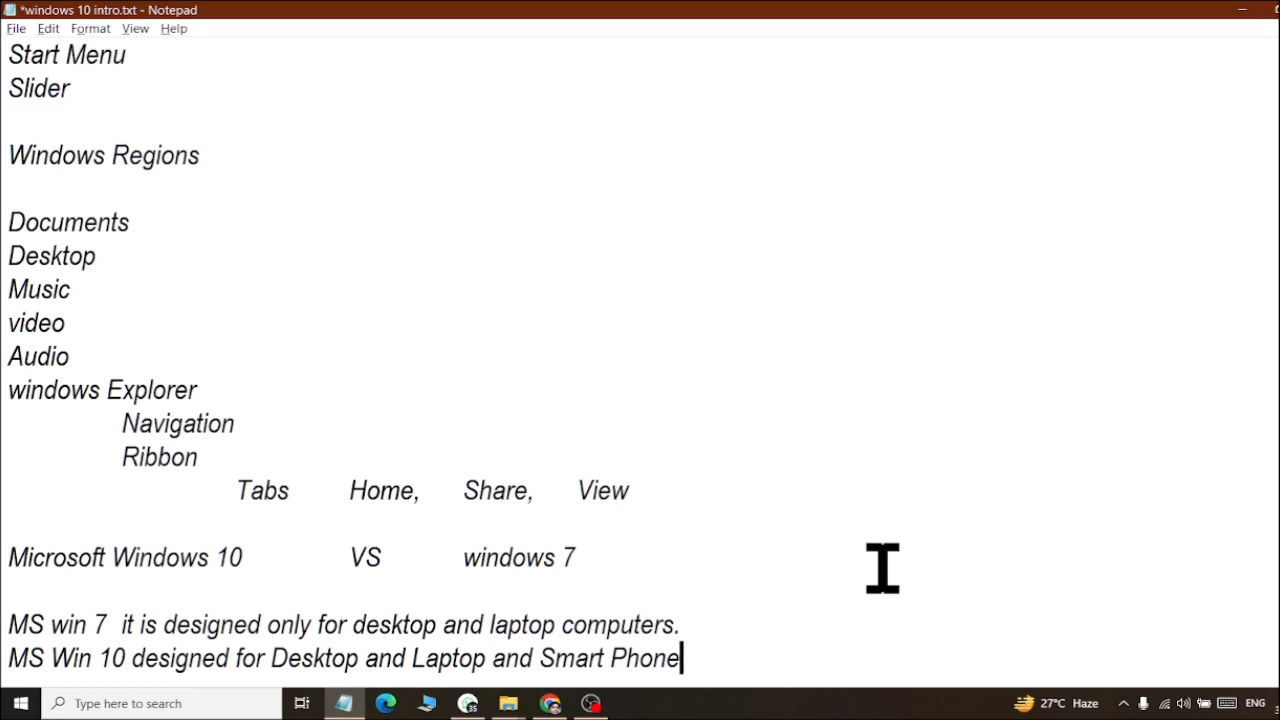 *windows 10 intro.txt - Notepad
File Edit Format View Help
Start Menu
Slider
Windows Regions
Documents
Desktop
Music
video
Audio
windows Explorer
Navigation
Ribbon
Tabs Home, Share, View
Microsoft Windows 10 VS windows 7
MS win 7 it is designed only for desktop and laptop computers.
MS Win 10 designed for Desktop and Laptop and Smart Phone
Type here to search 27°C Haze ENG